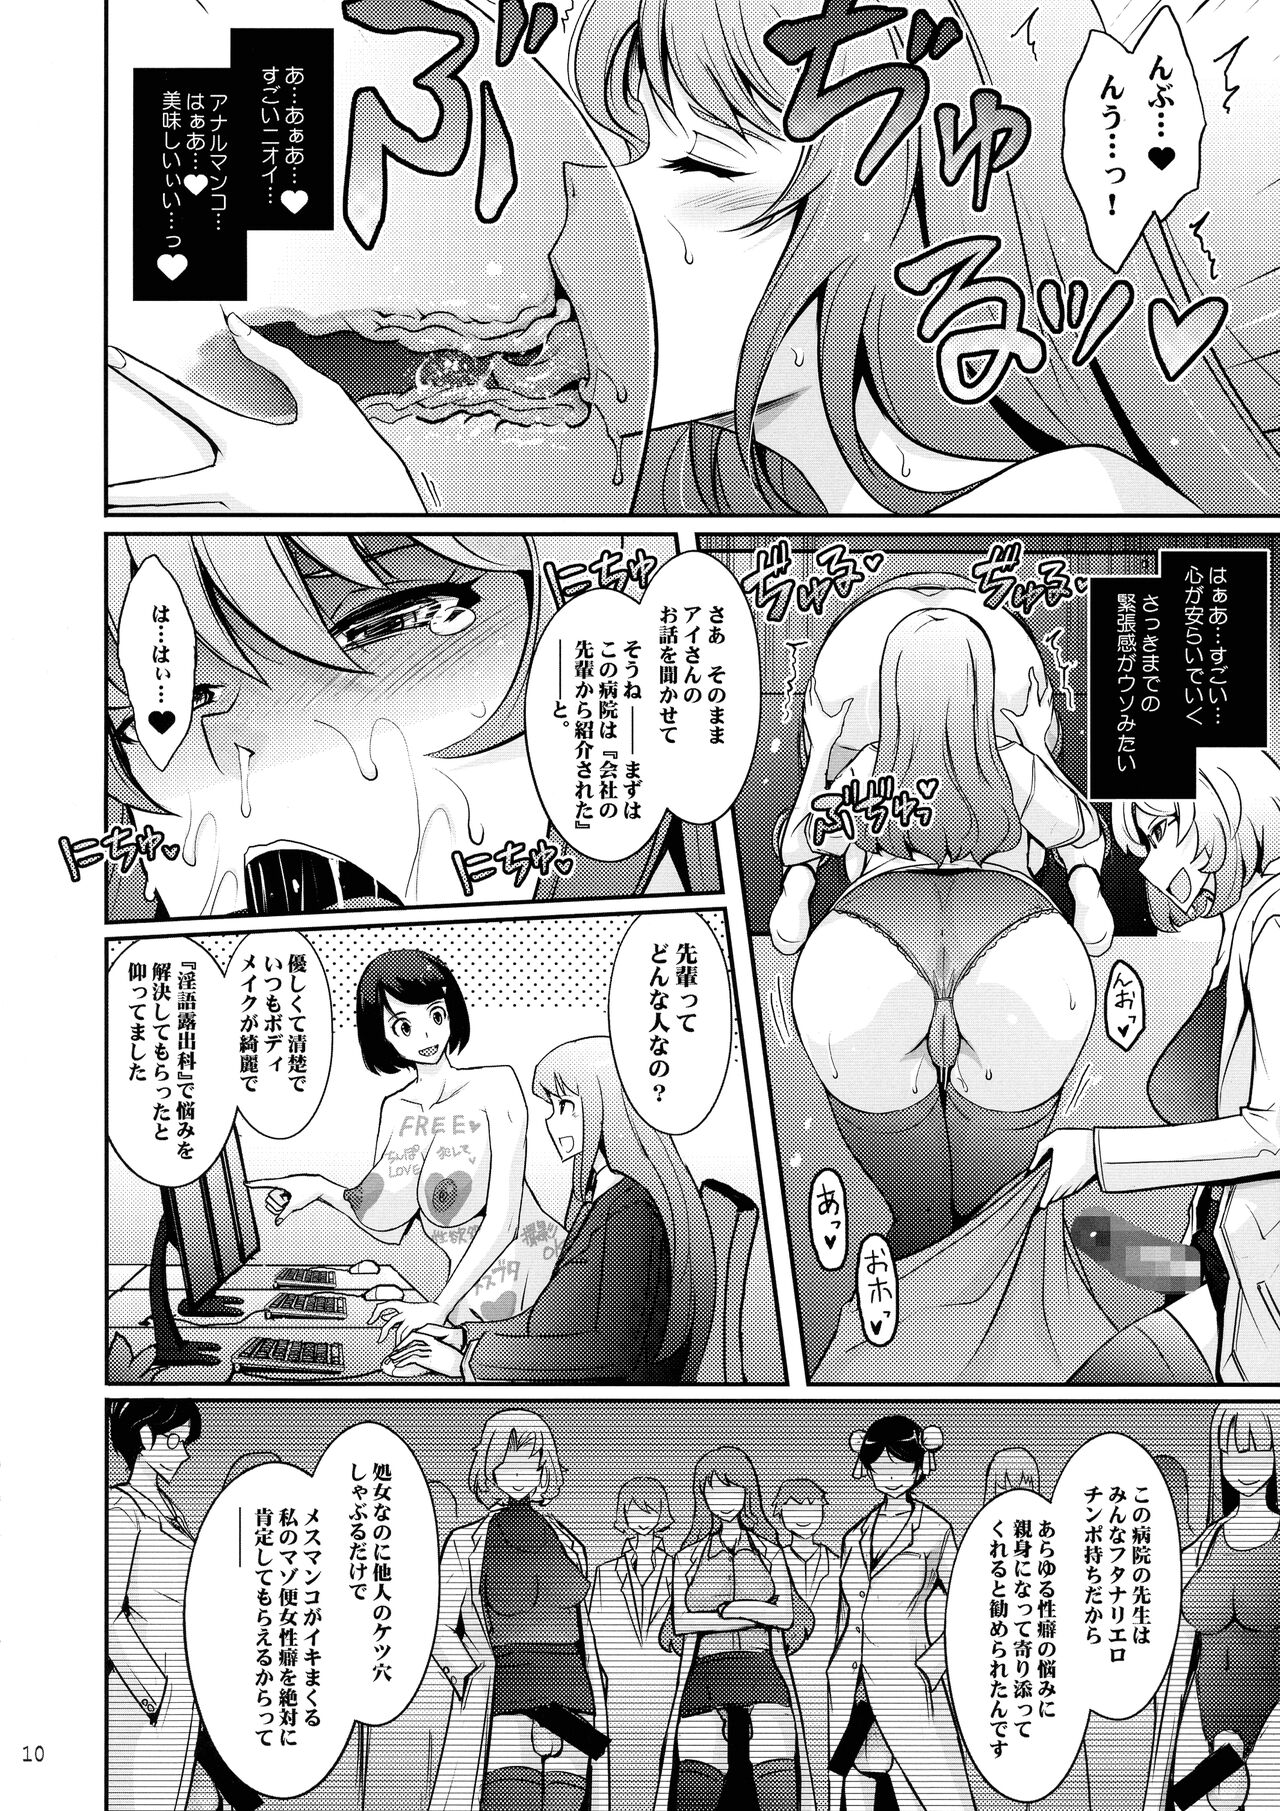 んぶ…♥
んう…っ！
ぢゅるッ♡
ぶ
あ…あぁあ…♥
すごいニオイ…
アナルマンコ…
はぁあ…♥
美味しいぃい…っ♥
はぁあ…すごい…
心が安らいでいく
さっきまでの
緊張感がウソみたい
ぢゅる♡
ぢゅる♡
ぶぢゅっ♡
んおっ♥
あっ♥
おホっ♥
さあ そのまま
アイさんの
お話を聞かせて
そうね――まずは
この病院は『会社の
先輩から紹介された』
――と。
にちゅ
にちゅ♡
にちゅ♡
は…はい…♥
先輩って
どんな人なの？
優しくて清楚で
いつもボディ
メイクが綺麗で
『淫語露出科』で悩みを
解決してもらったと
仰ってました
FREE♥
ちんぽ
LOVE
犯して
性欲処
撮影
OK
メスブタ
この病院の先生は
みんなフタナリエロ
チンポ持ちだから
あらゆる性癖の悩みに
親身になって寄り添って
くれると勧められたんです
処女なのに他人のケツ穴
しゃぶるだけで
メスマンコがイキまくる
私のマゾ便女性癖を絶対に
肯定してもらえるからって
――
10